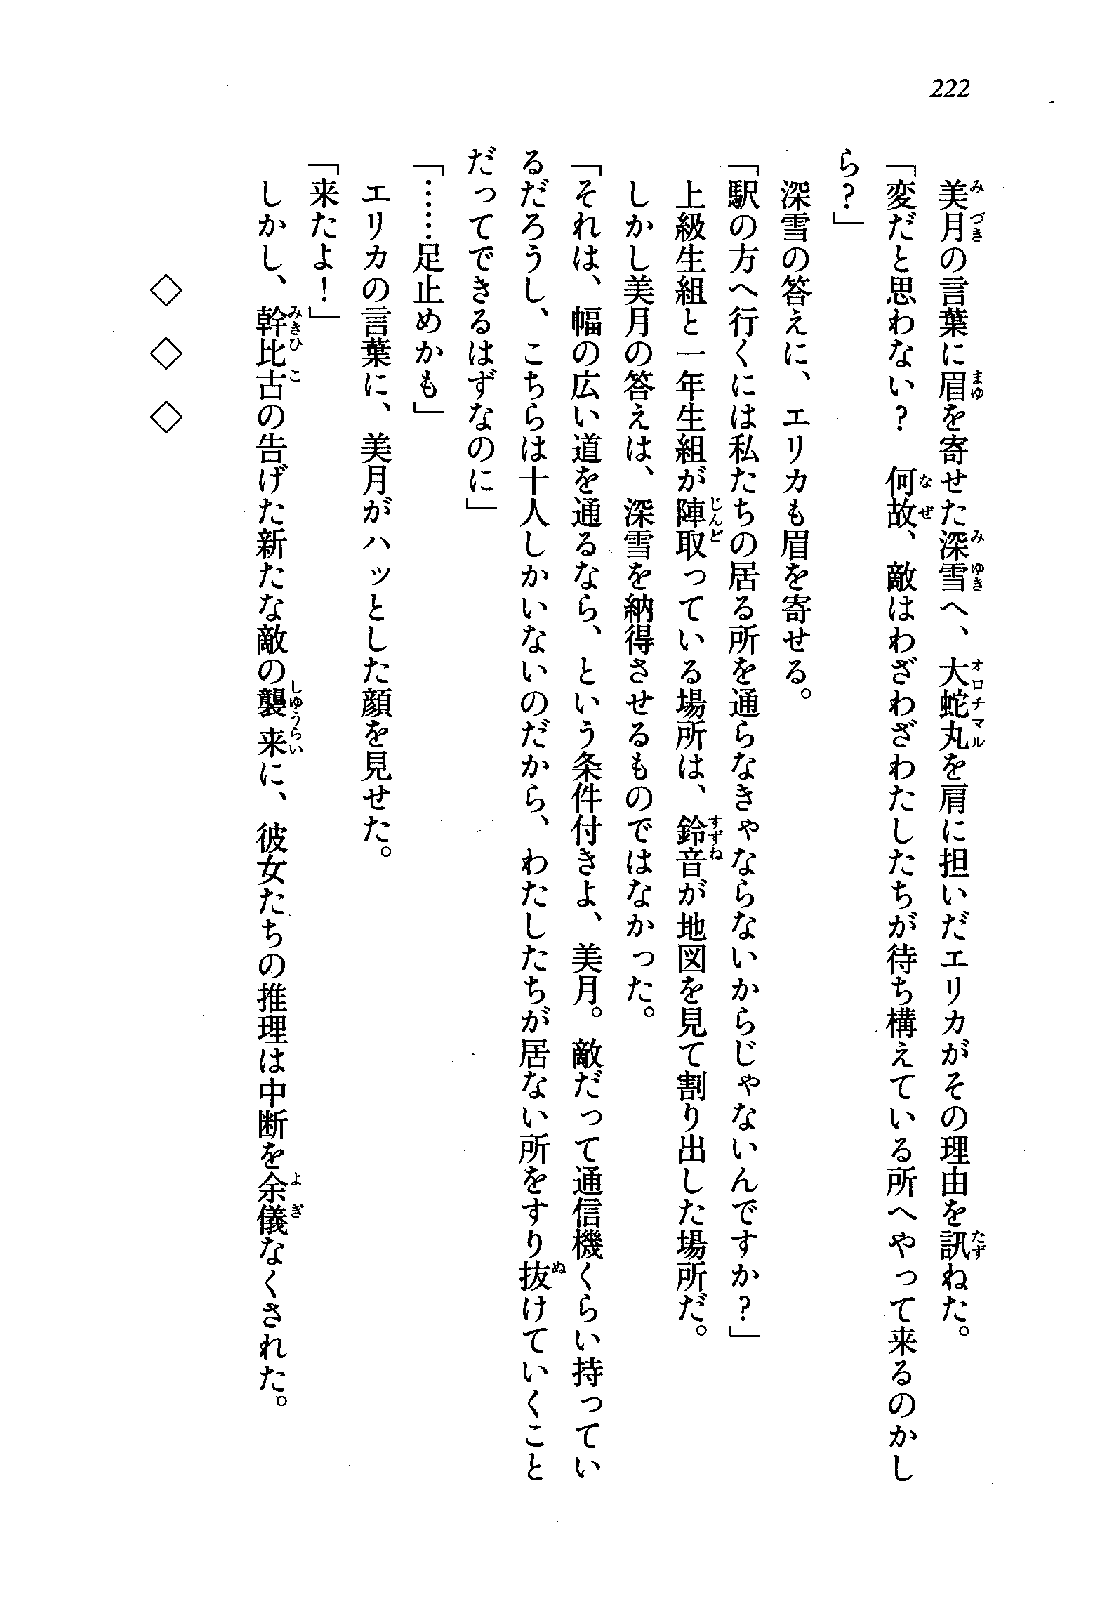 222
美月の言葉に眉を寄せた深雪へ、大蛇丸を肩に担いだエリカがその理由を訊ねた。
「変だと思わない？　何故、敵はわざわざわたしたちが待ち構えている所へやって来るのかし
ら？」
深雪の答えに、エリカも眉を寄せる。
「駅の方へ行くには私たちの居る所を通らなきゃならないからじゃないんですか？」
上級生組と一年生組が陣取っている場所は、鈴音が地図を見て割り出した場所だ。
しかし美月の答えは、深雪を納得させるものではなかった。
「それは、幅の広い道を通るなら、という条件付きよ、美月。敵だって通信機くらい持ってい
るだろうし、こちらは十人しかいないのだから、わたしたちが居ない所をすり抜けていくこと
だってできるはずなのに」
「……足止めかも」
エリカの言葉に、美月がハッとした顔を見せた。
「来たよ！」
しかし、幹比古の告げた新たな敵の襲来に、彼女たちの推理は中断を余儀なくされた。
◇　◇　◇